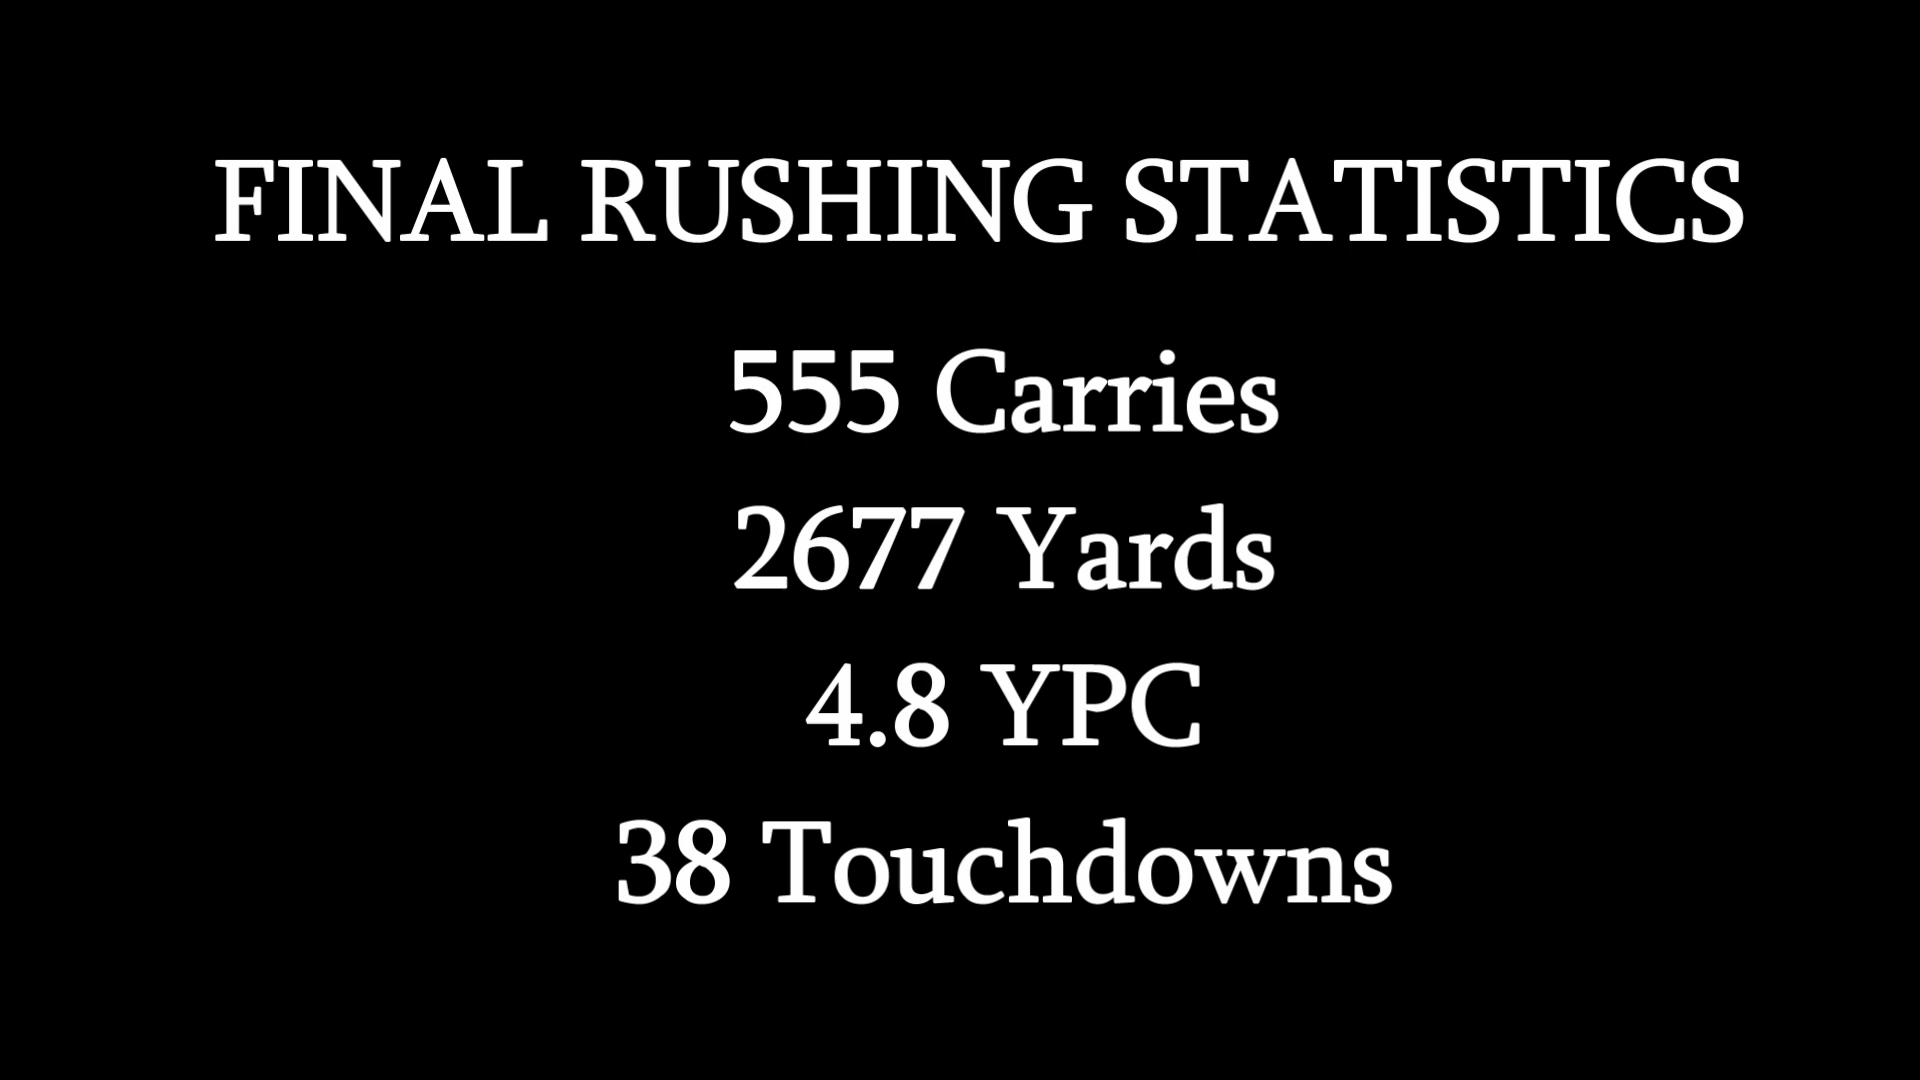 FINAL RUSHING STATISTICS
555 Carries
2677 Yards
4.8 YPC
38 Touchdowns